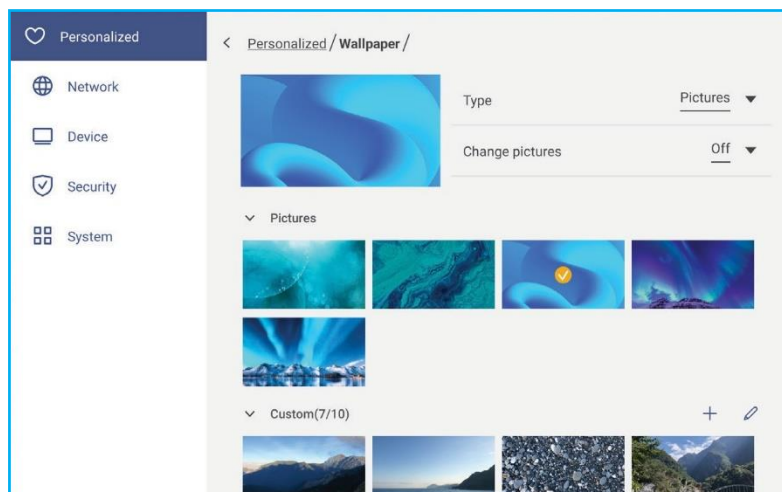 Personalized
Network
Device
Security
System
< Personalized / Wallpaper /
Type Pictures
Change pictures Off
Pictures
Custom(7/10)